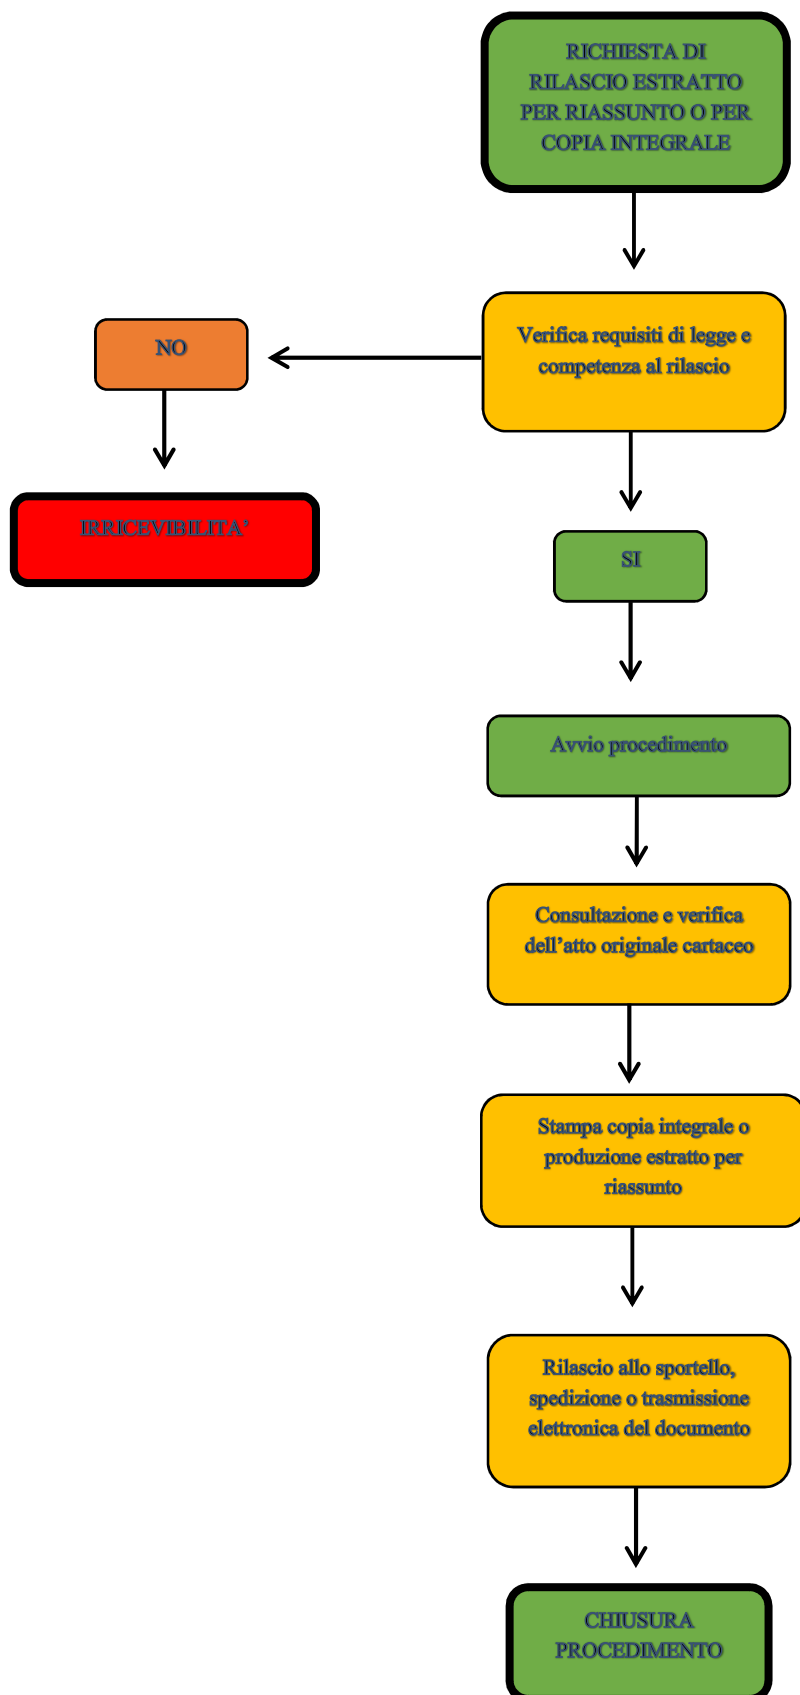 RICHIESTA DI
RILASCIO ESTRATTO
PER RIASSUNTO O PER
COPIA INTEGRALE
Verifica requisiti di legge e
competenza al rilascio
NO
IRRICEVIBILITA’
SI
Avvio procedimento
Consultazione e verifica
dell’atto originale cartaceo
Stampa copia integrale o
produzione estratto per
riassunto
Rilascio allo sportello,
spedizione o trasmissione
elettronica del documento
CHIUSURA
PROCEDIMENTO